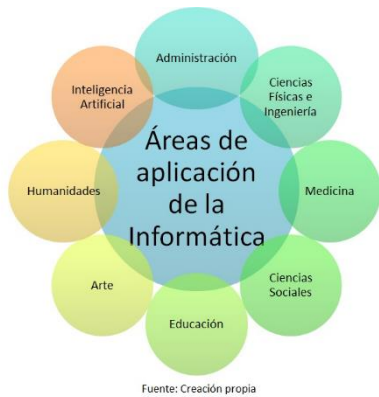 Administración
Ciencias
Físicas e
Ingeniería
Medicina
Ciencias
Sociales
Educación
Arte
Humanidades
Inteligencia
Artificial
Áreas de
aplicación
de la
Informática
Fuente: Creación propia